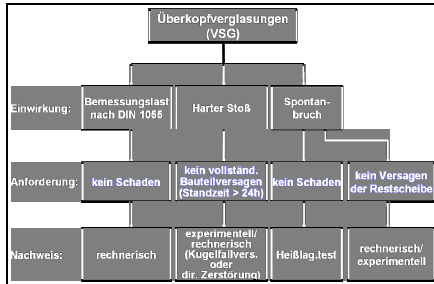 Überkopfverglasungen
(VSG)
Einwirkung:
Bemessungslast
nach DIN 1055
Harter Stoß
Spontan-
bruch
Anforderung:
kein Schaden
kein vollständ.
Bauteilversagen
(Standzeit > 24h)
kein Schaden
kein Versagen
der Restscheibe
Nachweis:
rechnerisch
experimentell/
rechnerisch
(Kugelfallvers.
oder
dir. Zerstörung)
Heißlag.test
rechnerisch/
experimentell